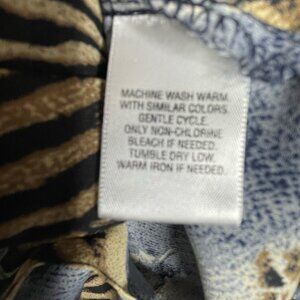 MACHINE WASH WARM
WITH SIMILAR COLORS.
GENTLE CYCLE.
ONLY NON-CHLORINE
BLEACH IF NEEDED.
TUMBLE DRY LOW.
WARM IRON IF NEEDED.